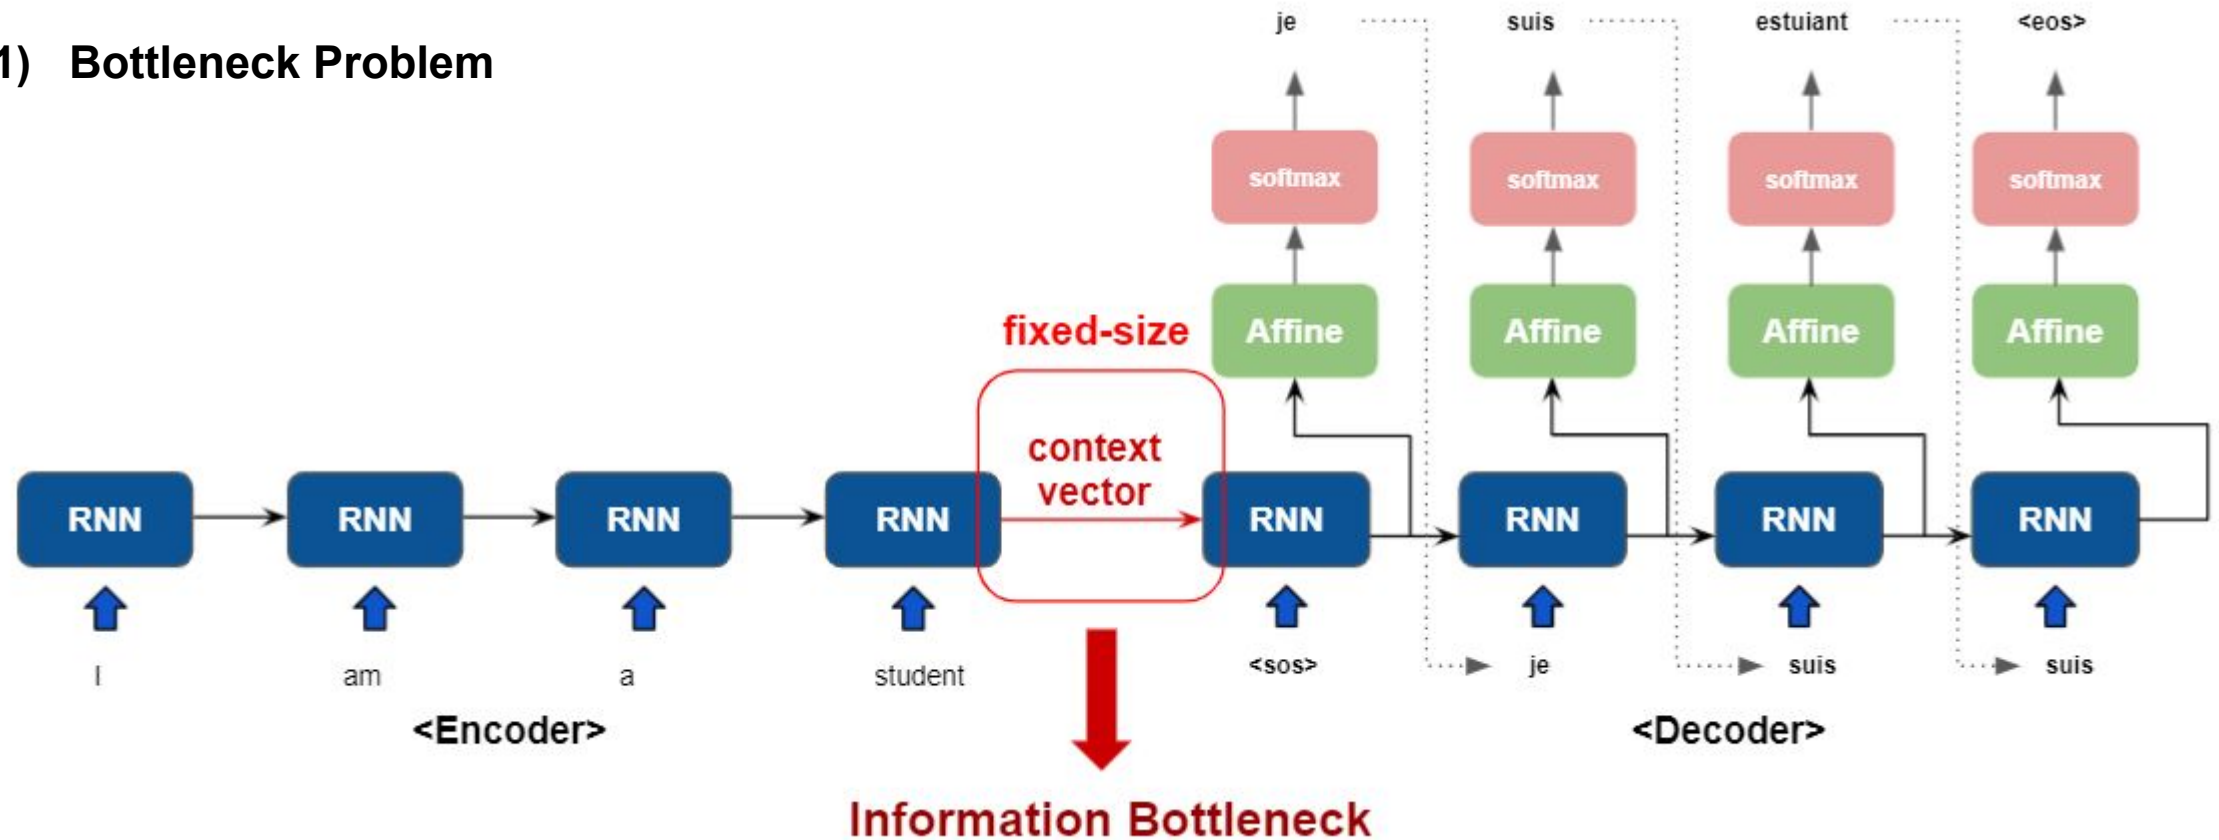 1) Bottleneck Problem
je suis estuiant <eos>
softmax softmax softmax softmax
fixed-size
Affine Affine Affine Affine
context
vector
RNN RNN RNN RNN RNN RNN RNN RNN
I am a student
<sos> je suis suis
<Encoder>
<Decoder>
Information Bottleneck